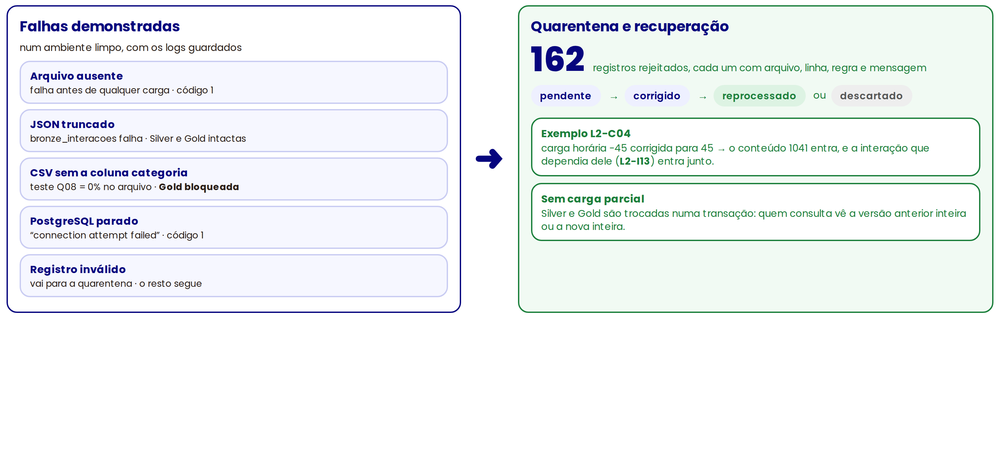 Falhas demonstradas
num ambiente limpo, com os logs guardados
Arquivo ausente
falha antes de qualquer carga · código 1
JSON truncado
bronze_interacoes falha · Silver e Gold intactas
CSV sem a coluna categoria
teste Q08 = 0% no arquivo · Gold bloqueada
PostgreSQL parado
“connection attempt failed” · código 1
Registro inválido
vai para a quarentena · o resto segue
➜
Quarentena e recuperação
162 registros rejeitados, cada um com arquivo, linha, regra e mensagem
pendente → corrigido → reprocessado ou descartado
Exemplo L2-C04
carga horária -45 corrigida para 45 → o conteúdo 1041 entra, e a interação que
dependia dele (L2-I13) entra junto.
Sem carga parcial
Silver e Gold são trocadas numa transação: quem consulta vê a versão anterior inteira
ou a nova inteira.